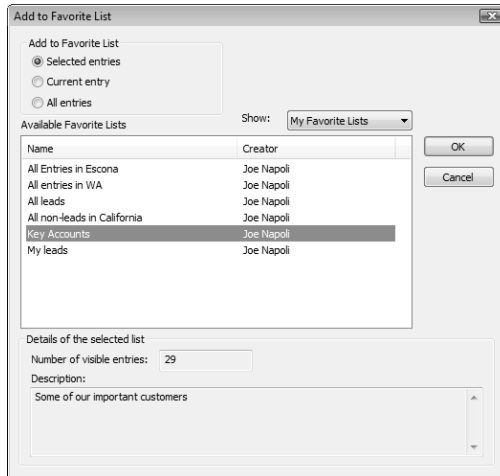 Add to Favorite List
Add to Favorite List
Selected entries
Current entry
All entries
Show: My Favorite Lists
Available Favorite Lists
Name Creator
All Entries in Escona Joe Napoli
All entries in WA Joe Napoli
All leads Joe Napoli
All non-leads in California Joe Napoli
Key Accounts Joe Napoli
My leads Joe Napoli
OK
Cancel
Details of the selected list
Number of visible entries: 29
Description:
Some of our important customers